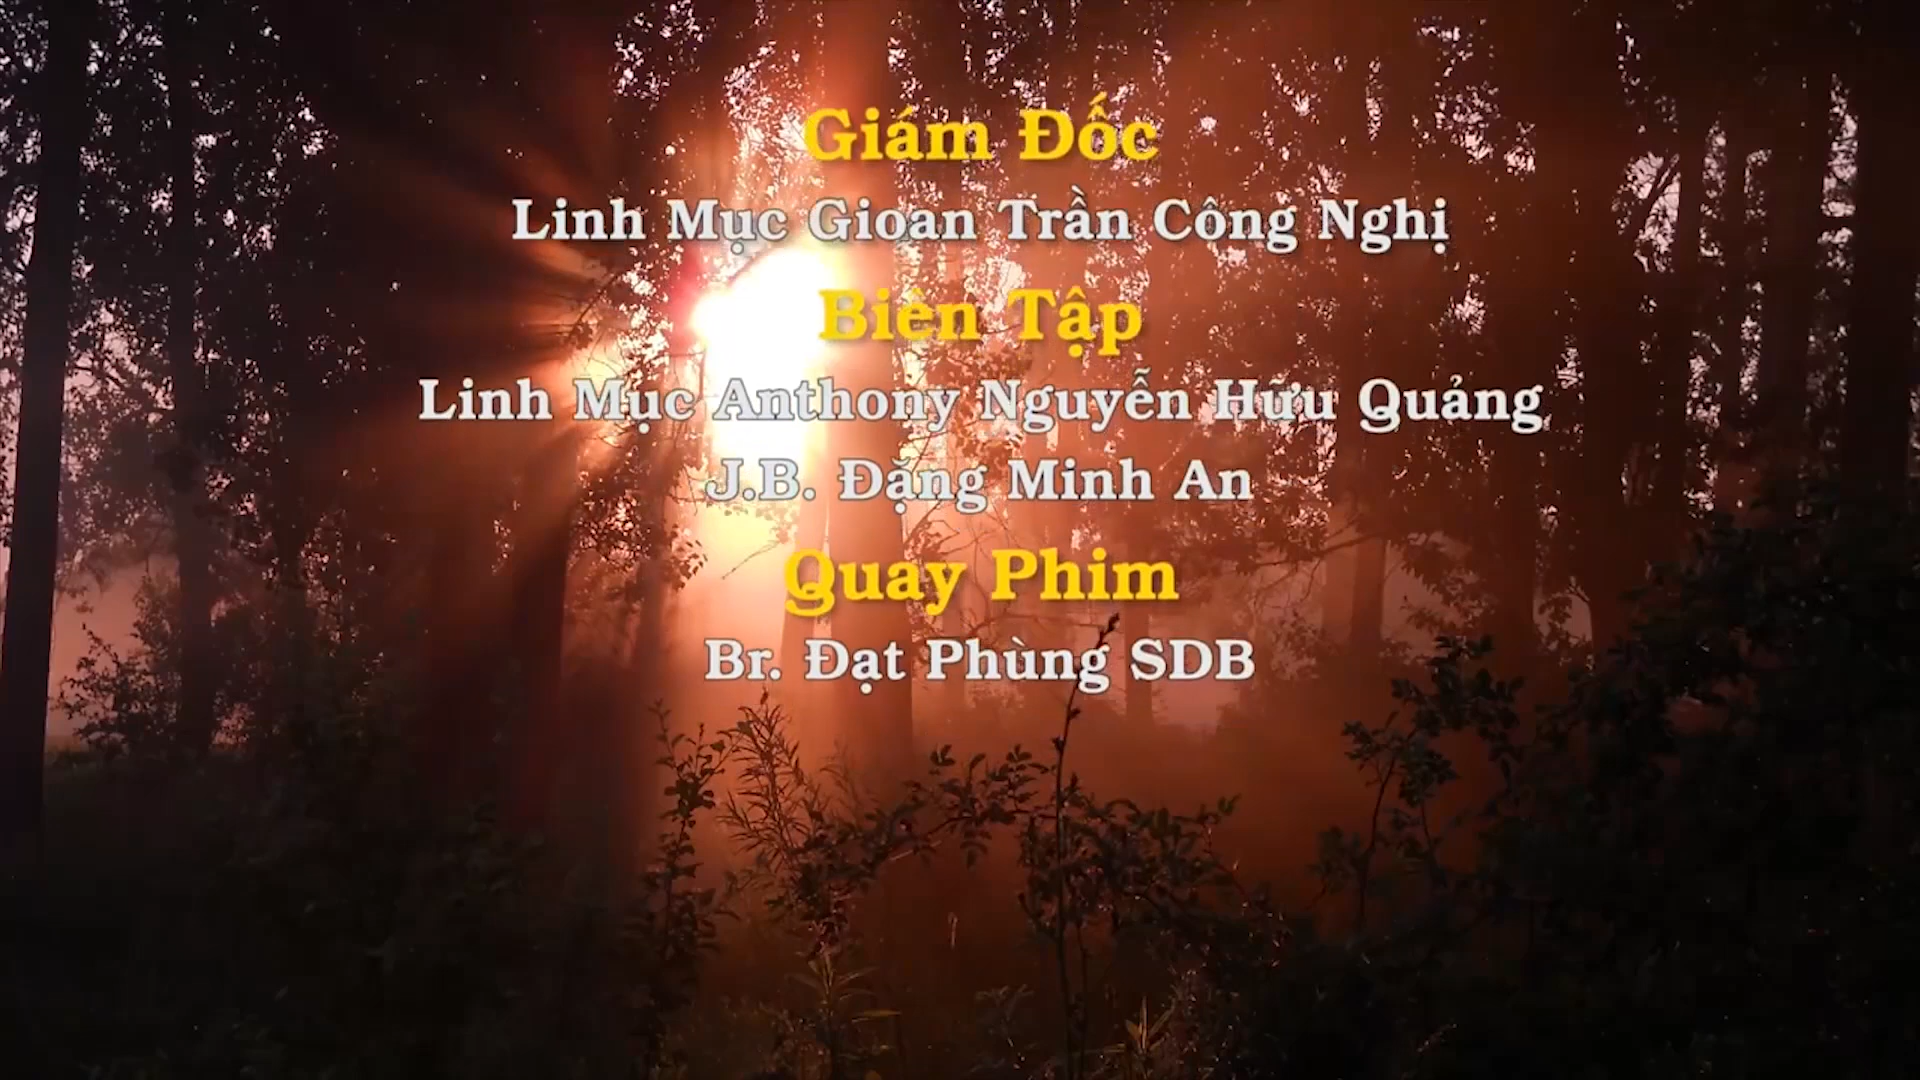 Giám Đốc
Linh Mục Gioan Trần Công Nghị
Biên Tập
Linh Mục Anthony Nguyễn Hữu Quảng
J.B. Đặng Minh An
Quay Phim
Br. Đạt Phùng SDB